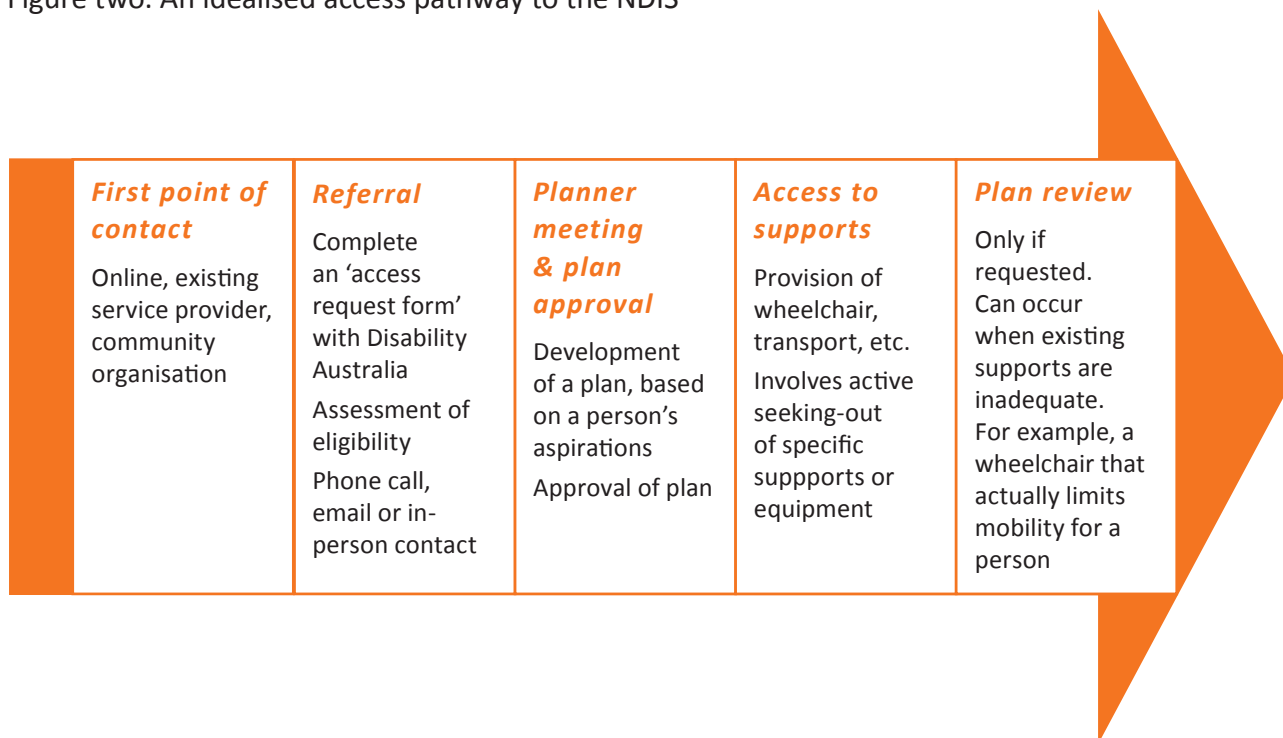 Figure two: An idealised access pathway to the NDIS
First point of
contact
Online, existing
service provider,
community
organisation
Referral
Complete
an ‘access
request form’
with Disability
Australia
Assessment of
eligibility
Phone call,
email or in-
person contact
Planner
meeting
& plan
approval
Development
of a plan, based
on a person’s
aspirations
Approval of plan
Access to
supports
Provision of
wheelchair,
transport, etc.
Involves active
seeking-out
of specific
suppports or
equipment
Plan review
Only if
requested.
Can occur
when existing
supports are
inadequate.
For example, a
wheelchair that
actually limits
mobility for a
person